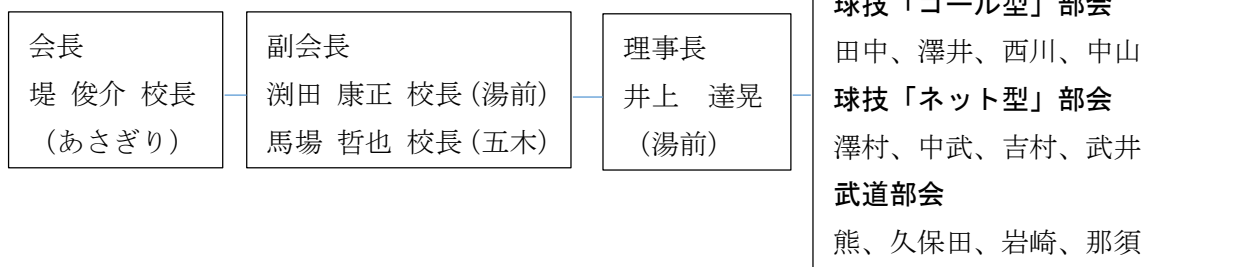 会長
堤 俊介 校長
(あさぎり)
副会長
渕田 康正 校長(湯前)
馬場 哲也 校長(五木)
理事長
井上 達晃
(湯前)
球技「ゴール型」部会
田中、澤井、西川、中山
球技「ネット型」部会
澤村、中武、吉村、武井
武道部会
熊、久保田、岩崎、那須